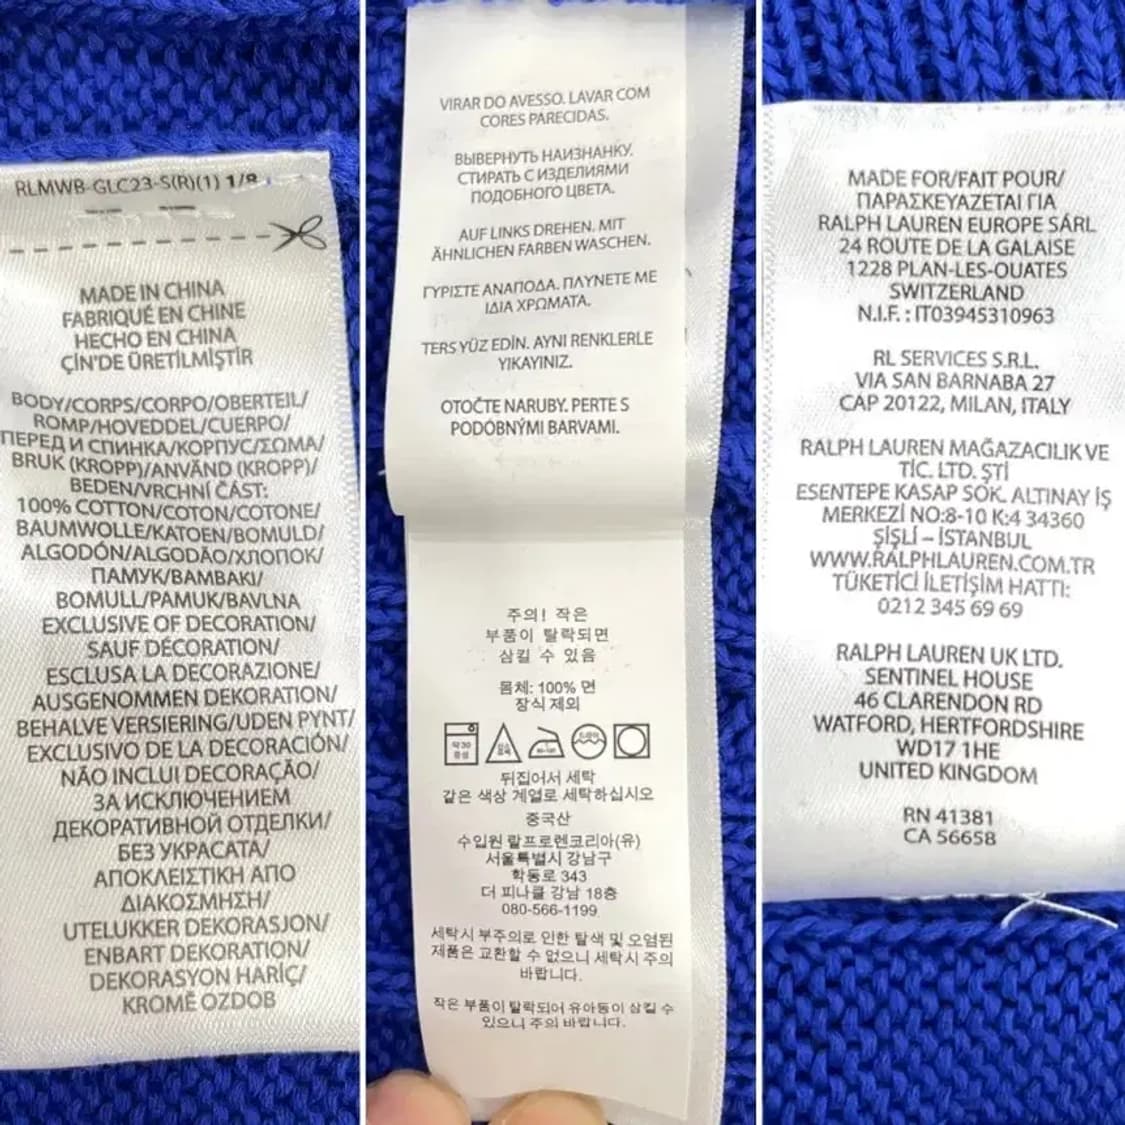 RLMWB-GLC23-S(R)(1) 1/8
MADE IN CHINA
FABRIQUÉ EN CHINE
HECHO EN CHINA
ÇİN'DE ÜRETİLMİŞTİR
BODY/CORPS/CORPO/OBERTEIL/
ROMP/HOVEDDEL/CUERPO/
ПЕРЕД И СПИНКА/КОРПУС/ΣΩΜΑ/
BRUK (KROPP)/ANVÄND (KROPP)/
BEDEN/VRCHNÍ ČÁST:
100% COTTON/COTON/COTONE/
BAUMWOLLE/KATOEN/BOMULD/
ALGODÓN/ALGODÃO/ХЛОПОК/
ПАМУК/ΒΑΜΒΑΚΙ/
BOMULL/PAMUK/BAVLNA
EXCLUSIVE OF DECORATION/
SAUF DÉCORATION/
ESCLUSA LA DECORAZIONE/
AUSGENOMMEN DEKORATION/
BEHALVE VERSIERING/UDEN PYNT/
EXCLUSIVO DE LA DECORACIÓN/
NÃO INCLUI DECORAÇÃO/
ЗА ИСКЛЮЧЕНИЕМ
ДЕКОРАТИВНОЙ ОТДЕЛКИ/
БЕЗ УКРАСАТА/
ΑΠΟΚΛΕΙΣΤΙΚΗ ΑΠΟ
ΔΙΑΚΟΣΜΗΣΗ/
UTELUKKER DEKORASJON/
ENBART DEKORATION/
DEKORASYON HARİÇ/
KROMĚ OZDOB
VIRAR DO AVESSO. LAVAR COM
CORES PARECIDAS.
ВЫВЕРНУТЬ НАИЗНАНКУ.
СТИРАТЬ С ИЗДЕЛИЯМИ
ПОДОБНОГО ЦВЕТА.
AUF LINKS DREHEN. MIT
ÄHNLICHEN FARBEN WASCHEN.
ΓΥΡΙΣΤΕ ΑΝΑΠΟΔΑ. ΠΛΥΝΕΤΕ ΜΕ
ΙΔΙΑ ΧΡΩΜΑΤΑ.
TERS YÜZ EDİN. AYNI RENKLERLE
YIKAYINIZ.
OTOČTE NARUBY. PERTE S
PODOBNÝMI BARVAMI.
주의! 작은
부품이 탈락되면
삼킬 수 있음
몸체: 100% 면
장식 제외
약30
중성
뒤집어서 세탁
같은 색상 계열로 세탁하십시오
중국산
수입원 랄프로렌코리아(유)
서울특별시 강남구
학동로 343
더 피나클 강남 18층
080-566-1199
세탁시 부주의로 인한 탈색 및 오염된
제품은 교환할 수 없으니 세탁시 주의
바랍니다.
작은 부품이 탈락되어 유아동이 삼킬 수
있으니 주의 바랍니다.
MADE FOR/FAIT POUR/
ΠΑΡΑΣΚΕΥΑΖΕΤΑΙ ΓΙΑ
RALPH LAUREN EUROPE SÁRL
24 ROUTE DE LA GALAISE
1228 PLAN-LES-OUATES
SWITZERLAND
N.I.F. : IT03945310963
RL SERVICES S.R.L.
VIA SAN BARNABA 27
CAP 20122, MILAN, ITALY
RALPH LAUREN MAĞAZACILIK VE
TİC. LTD. ŞTİ
ESENTEPE KASAP SOK. ALTINAY İŞ
MERKEZİ NO:8-10 K:4 34360
ŞİŞLİ – İSTANBUL
WWW.RALPHLAUREN.COM.TR
TÜKETİCİ İLETİŞİM HATTI:
0212 345 69 69
RALPH LAUREN UK LTD.
SENTINEL HOUSE
46 CLARENDON RD
WATFORD, HERTFORDSHIRE
WD17 1HE
UNITED KINGDOM
RN 41381
CA 56658